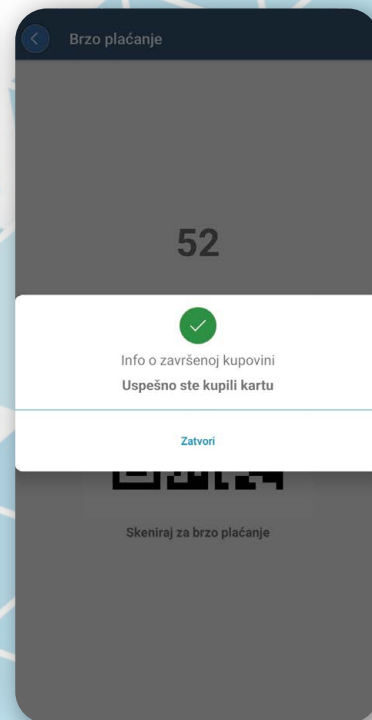 Brzo plaćanje
52
Info o završenoj kupovini
Uspešno ste kupili kartu
Zatvori
Skeniraj za brzo plaćanje